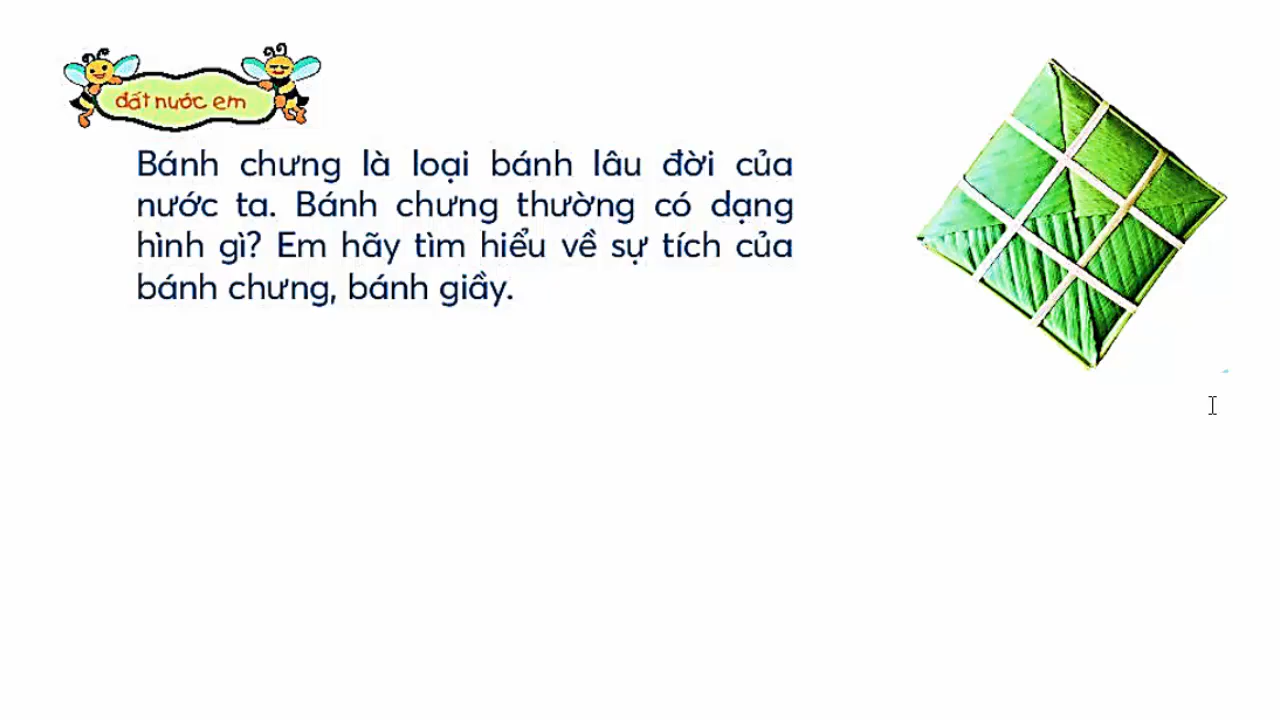 đất nước em
Bánh chưng là loại bánh lâu đời của
nước ta. Bánh chưng thường có dạng
hình gì? Em hãy tìm hiểu về sự tích của
bánh chưng, bánh giầy.